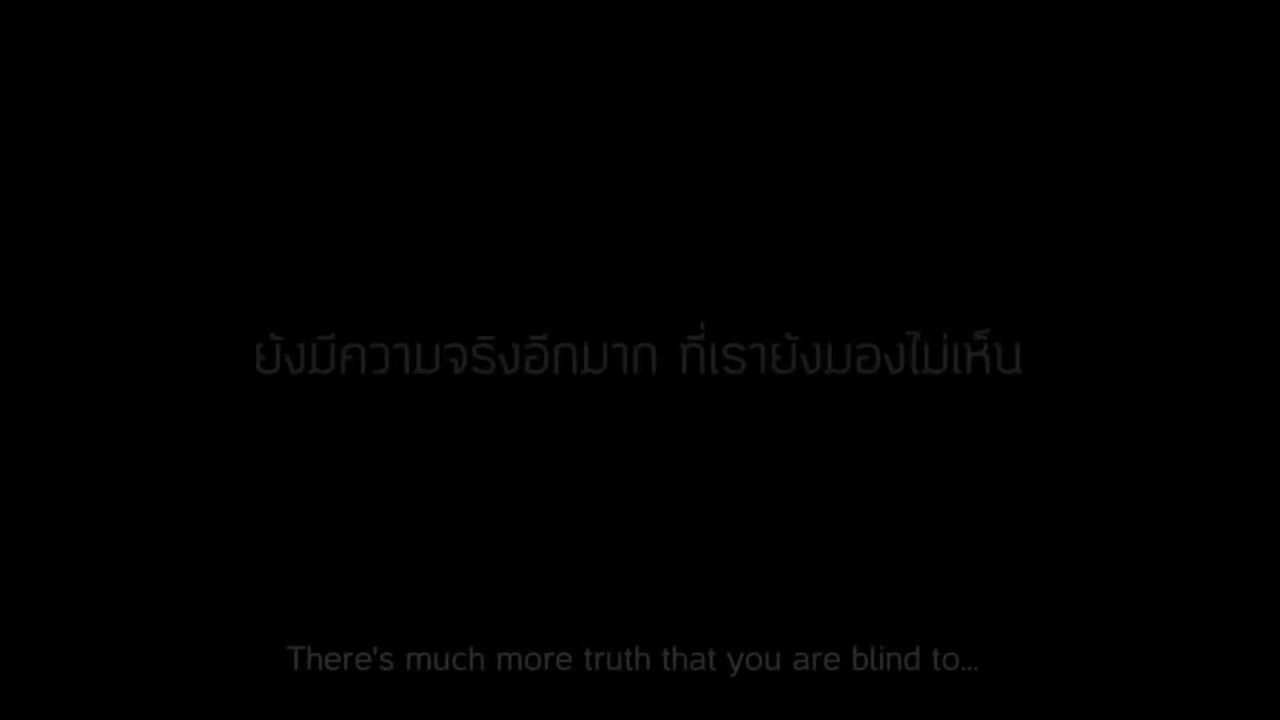 ยังมีความจริงอีกมาก ที่เรายังมองไม่เห็น
There's much more truth that you are blind to...